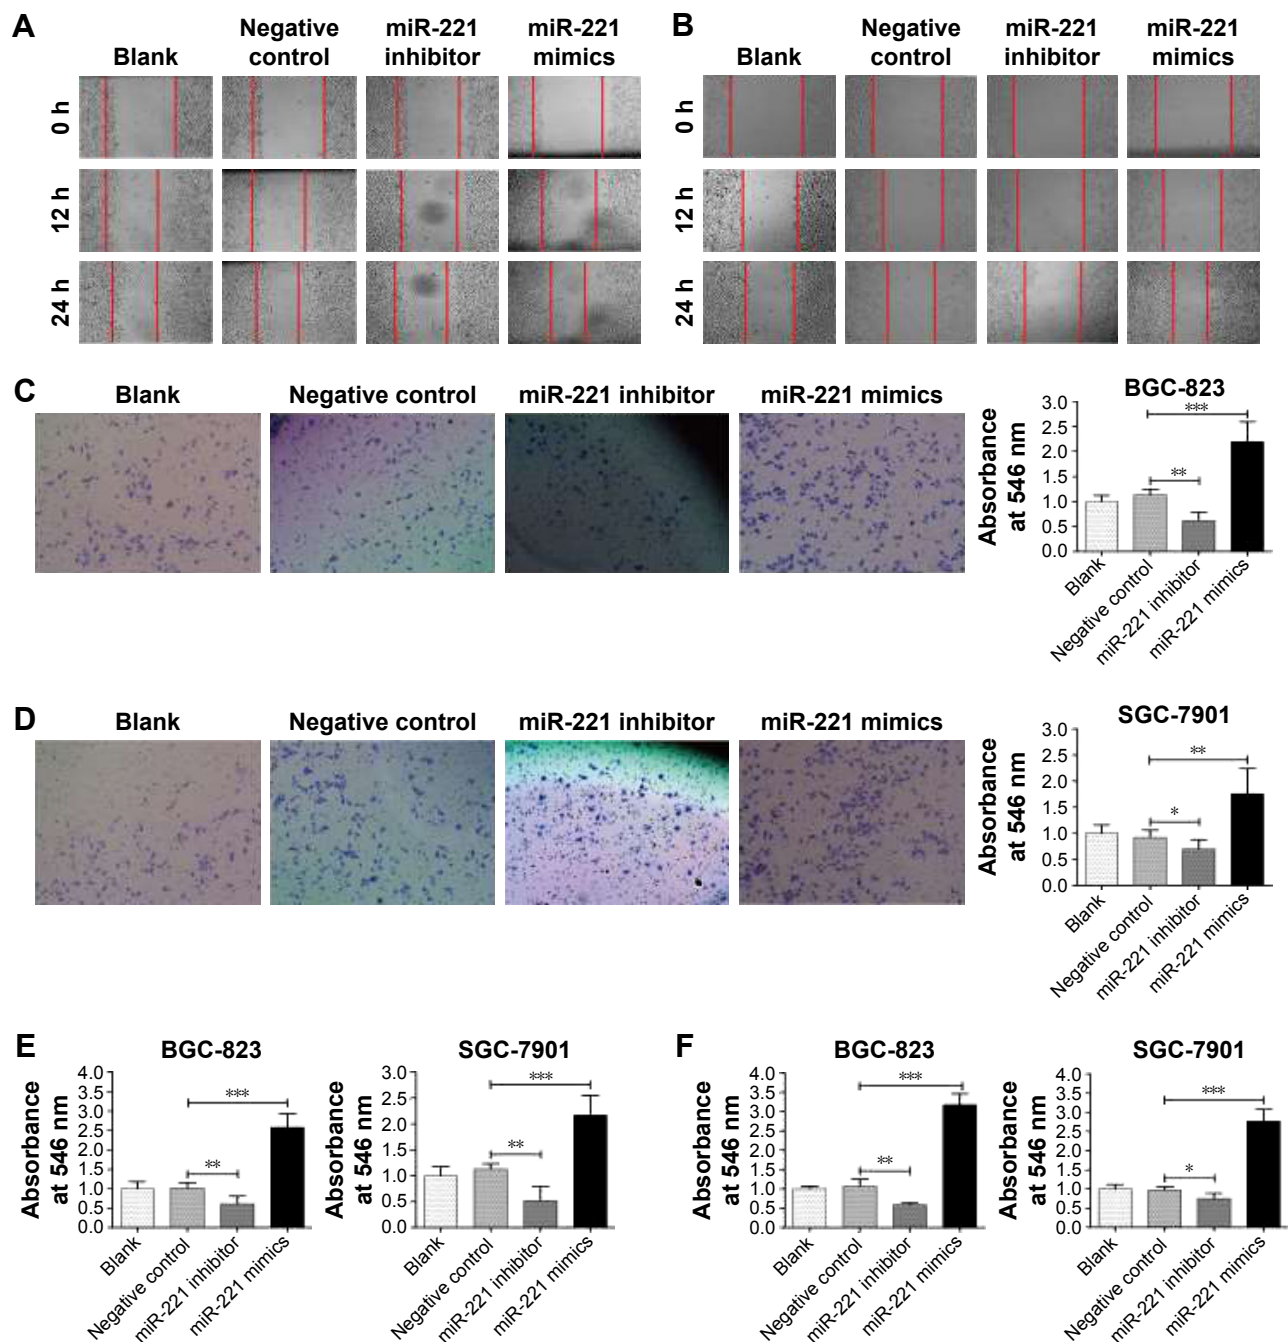 A
Blank
Negative
control
miR-221
inhibitor
miR-221
mimics
0 h
12 h
24 h
B
Blank
Negative
control
miR-221
inhibitor
miR-221
mimics
0 h
12 h
24 h
C
Blank
Negative control
miR-221 inhibitor
miR-221 mimics
BGC-823
Absorbance
at 546 nm
3.0
2.5
2.0
1.5
1.0
0.5
0.0
***
**
Blank
Negative control
miR-221 inhibitor
miR-221 mimics
D
Blank
Negative control
miR-221 inhibitor
miR-221 mimics
SGC-7901
Absorbance
at 546 nm
3.0
2.5
2.0
1.5
1.0
0.5
0.0
**
*
Blank
Negative control
miR-221 inhibitor
miR-221 mimics
E
BGC-823
Absorbance
at 546 nm
4.0
3.5
3.0
2.5
2.0
1.5
1.0
0.5
0.0
***
**
Blank
Negative control
miR-221 inhibitor
miR-221 mimics
SGC-7901
Absorbance
at 546 nm
3.0
2.5
2.0
1.5
1.0
0.5
0.0
***
**
Blank
Negative control
miR-221 inhibitor
miR-221 mimics
F
BGC-823
Absorbance
at 546 nm
4.0
3.5
3.0
2.5
2.0
1.5
1.0
0.5
0.0
***
**
Blank
Negative control
miR-221 inhibitor
miR-221 mimics
SGC-7901
Absorbance
at 546 nm
4.0
3.5
3.0
2.5
2.0
1.5
1.0
0.5
0.0
***
*
Blank
Negative control
miR-221 inhibitor
miR-221 mimics